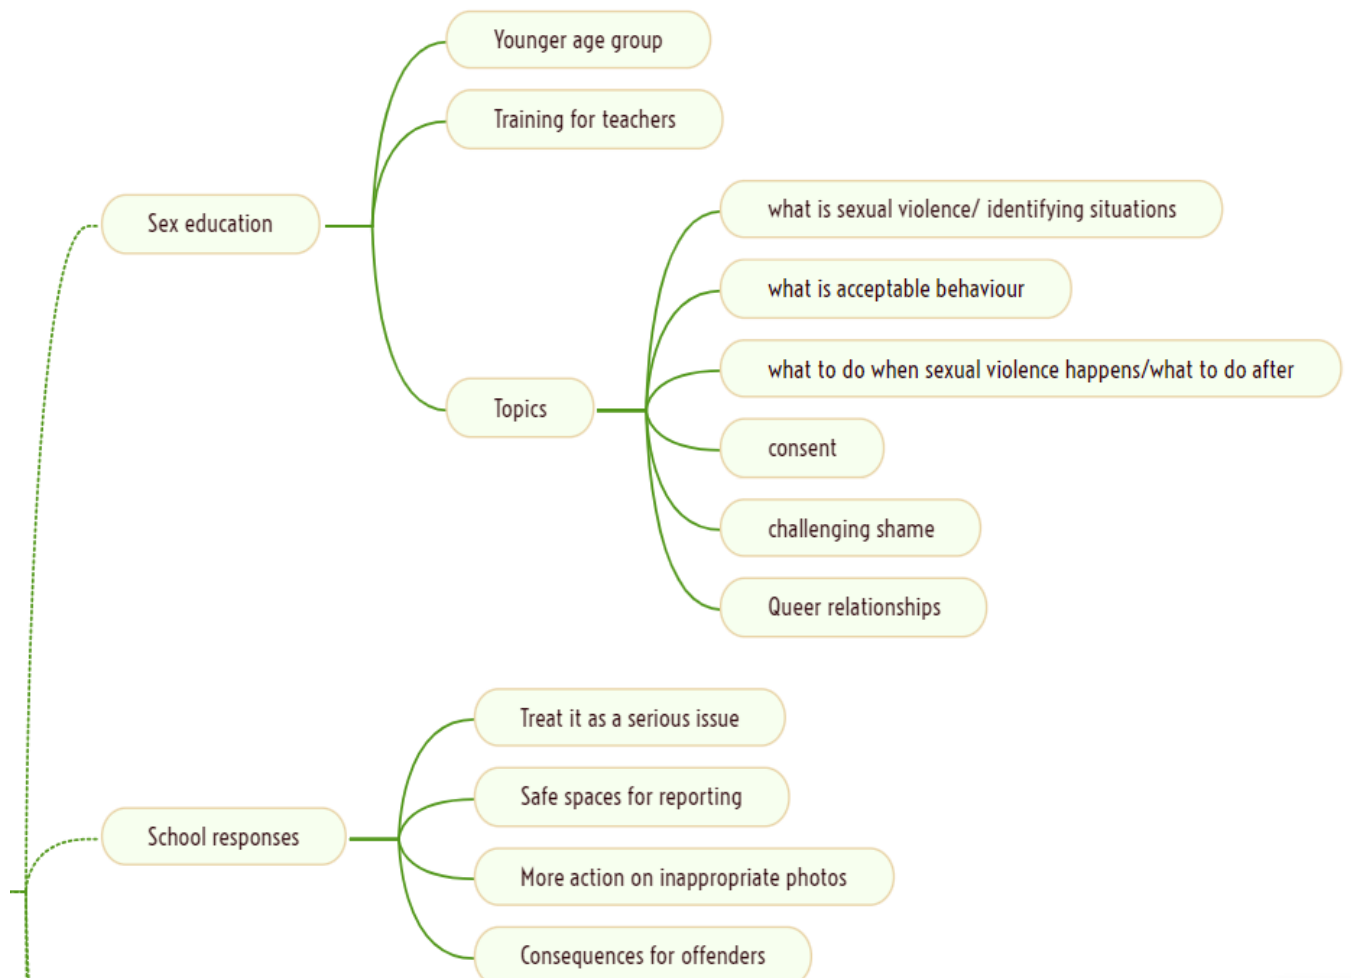 Younger age group
Training for teachers
Sex education
what is sexual violence/ identifying situations
what is acceptable behaviour
what to do when sexual violence happens/what to do after
Topics
consent
challenging shame
Queer relationships
Treat it as a serious issue
Safe spaces for reporting
School responses
More action on inappropriate photos
Consequences for offenders